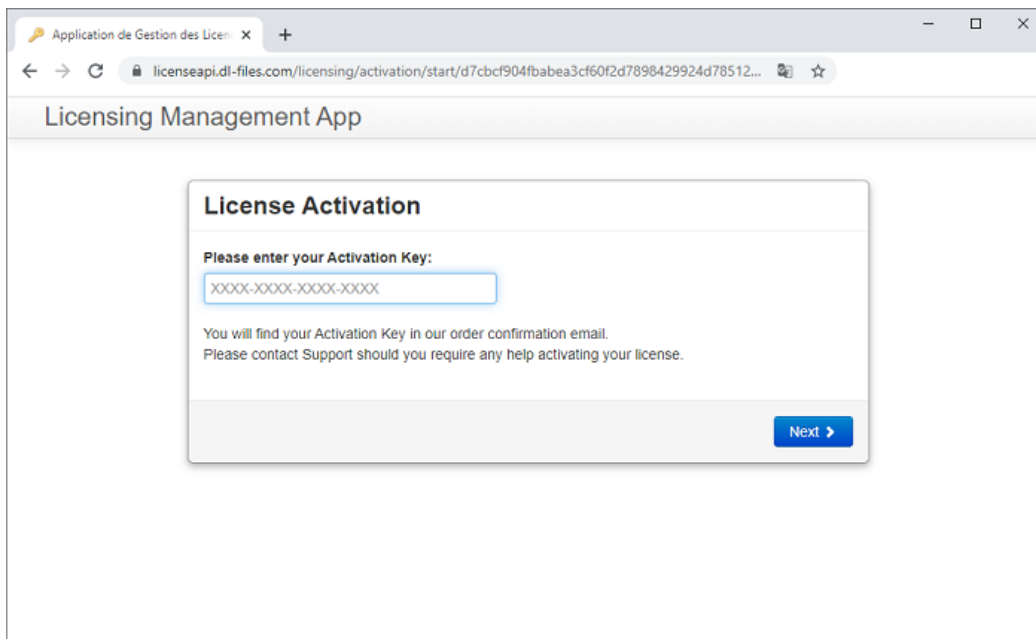 Application de Gestion des Licen
licenseapi.dl-files.com/licensing/activation/start/d7cbcf904fbabea3cf60f2d7898429924d78512...
Licensing Management App
License Activation
Please enter your Activation Key:
XXXX-XXXX-XXXX-XXXX
You will find your Activation Key in our order confirmation email.
Please contact Support should you require any help activating your license.
Next